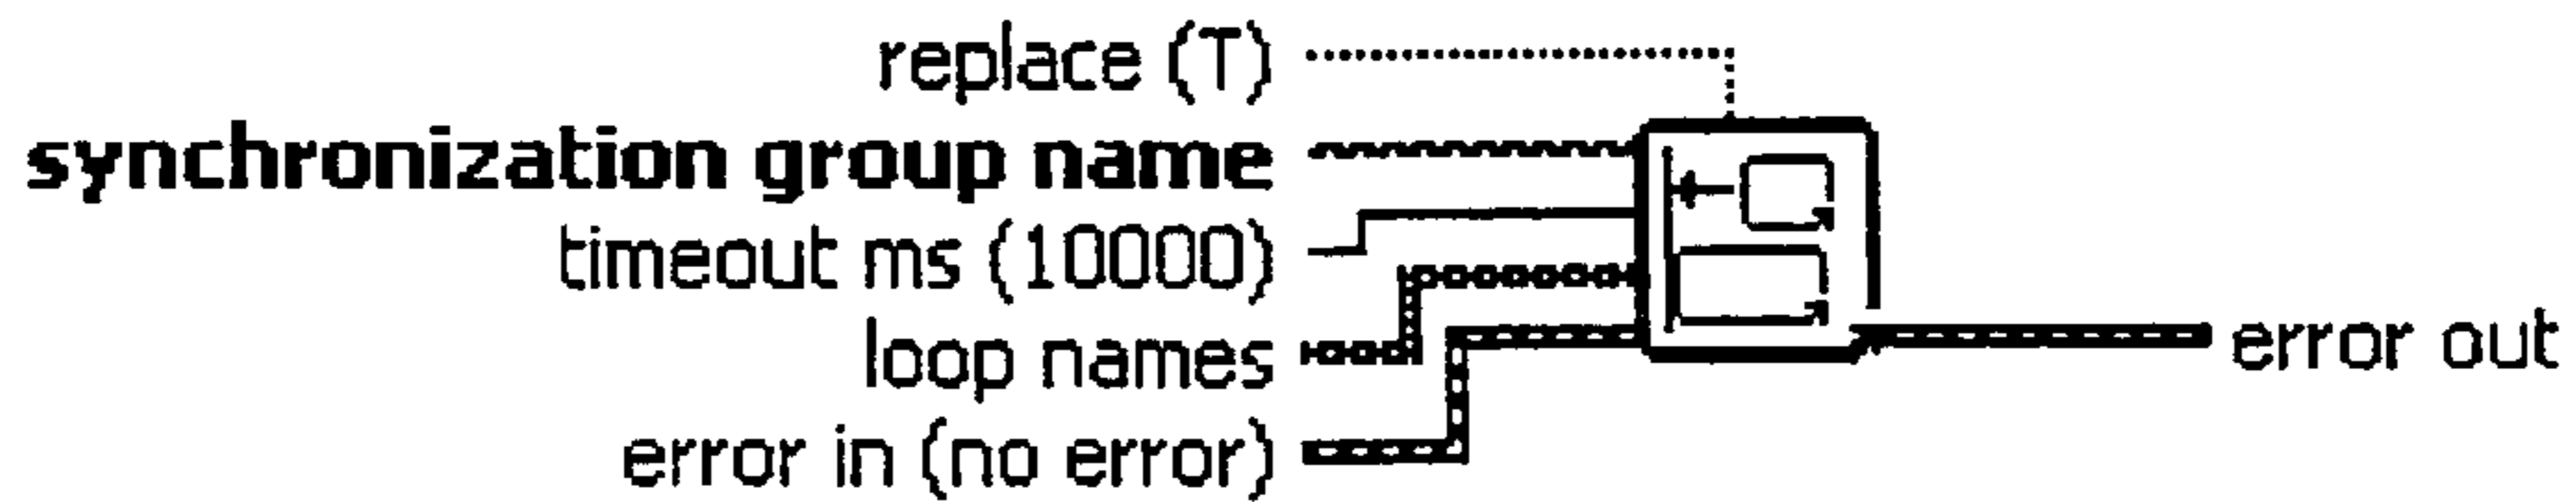 replace (T)
synchronization group name
timeout ms (10000)
loop names
error in (no error)
error out